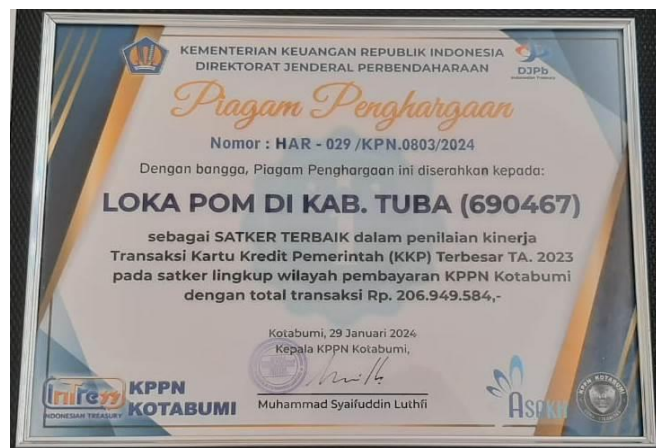 KEMENTERIAN KEUANGAN REPUBLIK INDONESIA
DIREKTORAT JENDERAL PERBENDAHARAAN
DJPb
Piagam Penghargaan
Nomor : HAR - 029 /KPN.0803/2024
Dengan bangga, Piagam Penghargaan ini diserahkan kepada:
LOKA POM DI KAB. TUBA (690467)
sebagai SATKER TERBAIK dalam penilaian kinerja
Transaksi Kartu Kredit Pemerintah (KKP) Terbesar TA. 2023
pada satker lingkup wilayah pembayaran KPPN Kotabumi
dengan total transaksi Rp. 206.949.584,-
Kotabumi, 29 Januari 2024
Kepala KPPN Kotabumi,
Muhammad Syaifuddin Luthfi
InTress
INDONESIAN TREASURY
KPPN
KOTABUMI
KPPN KOTABUMI